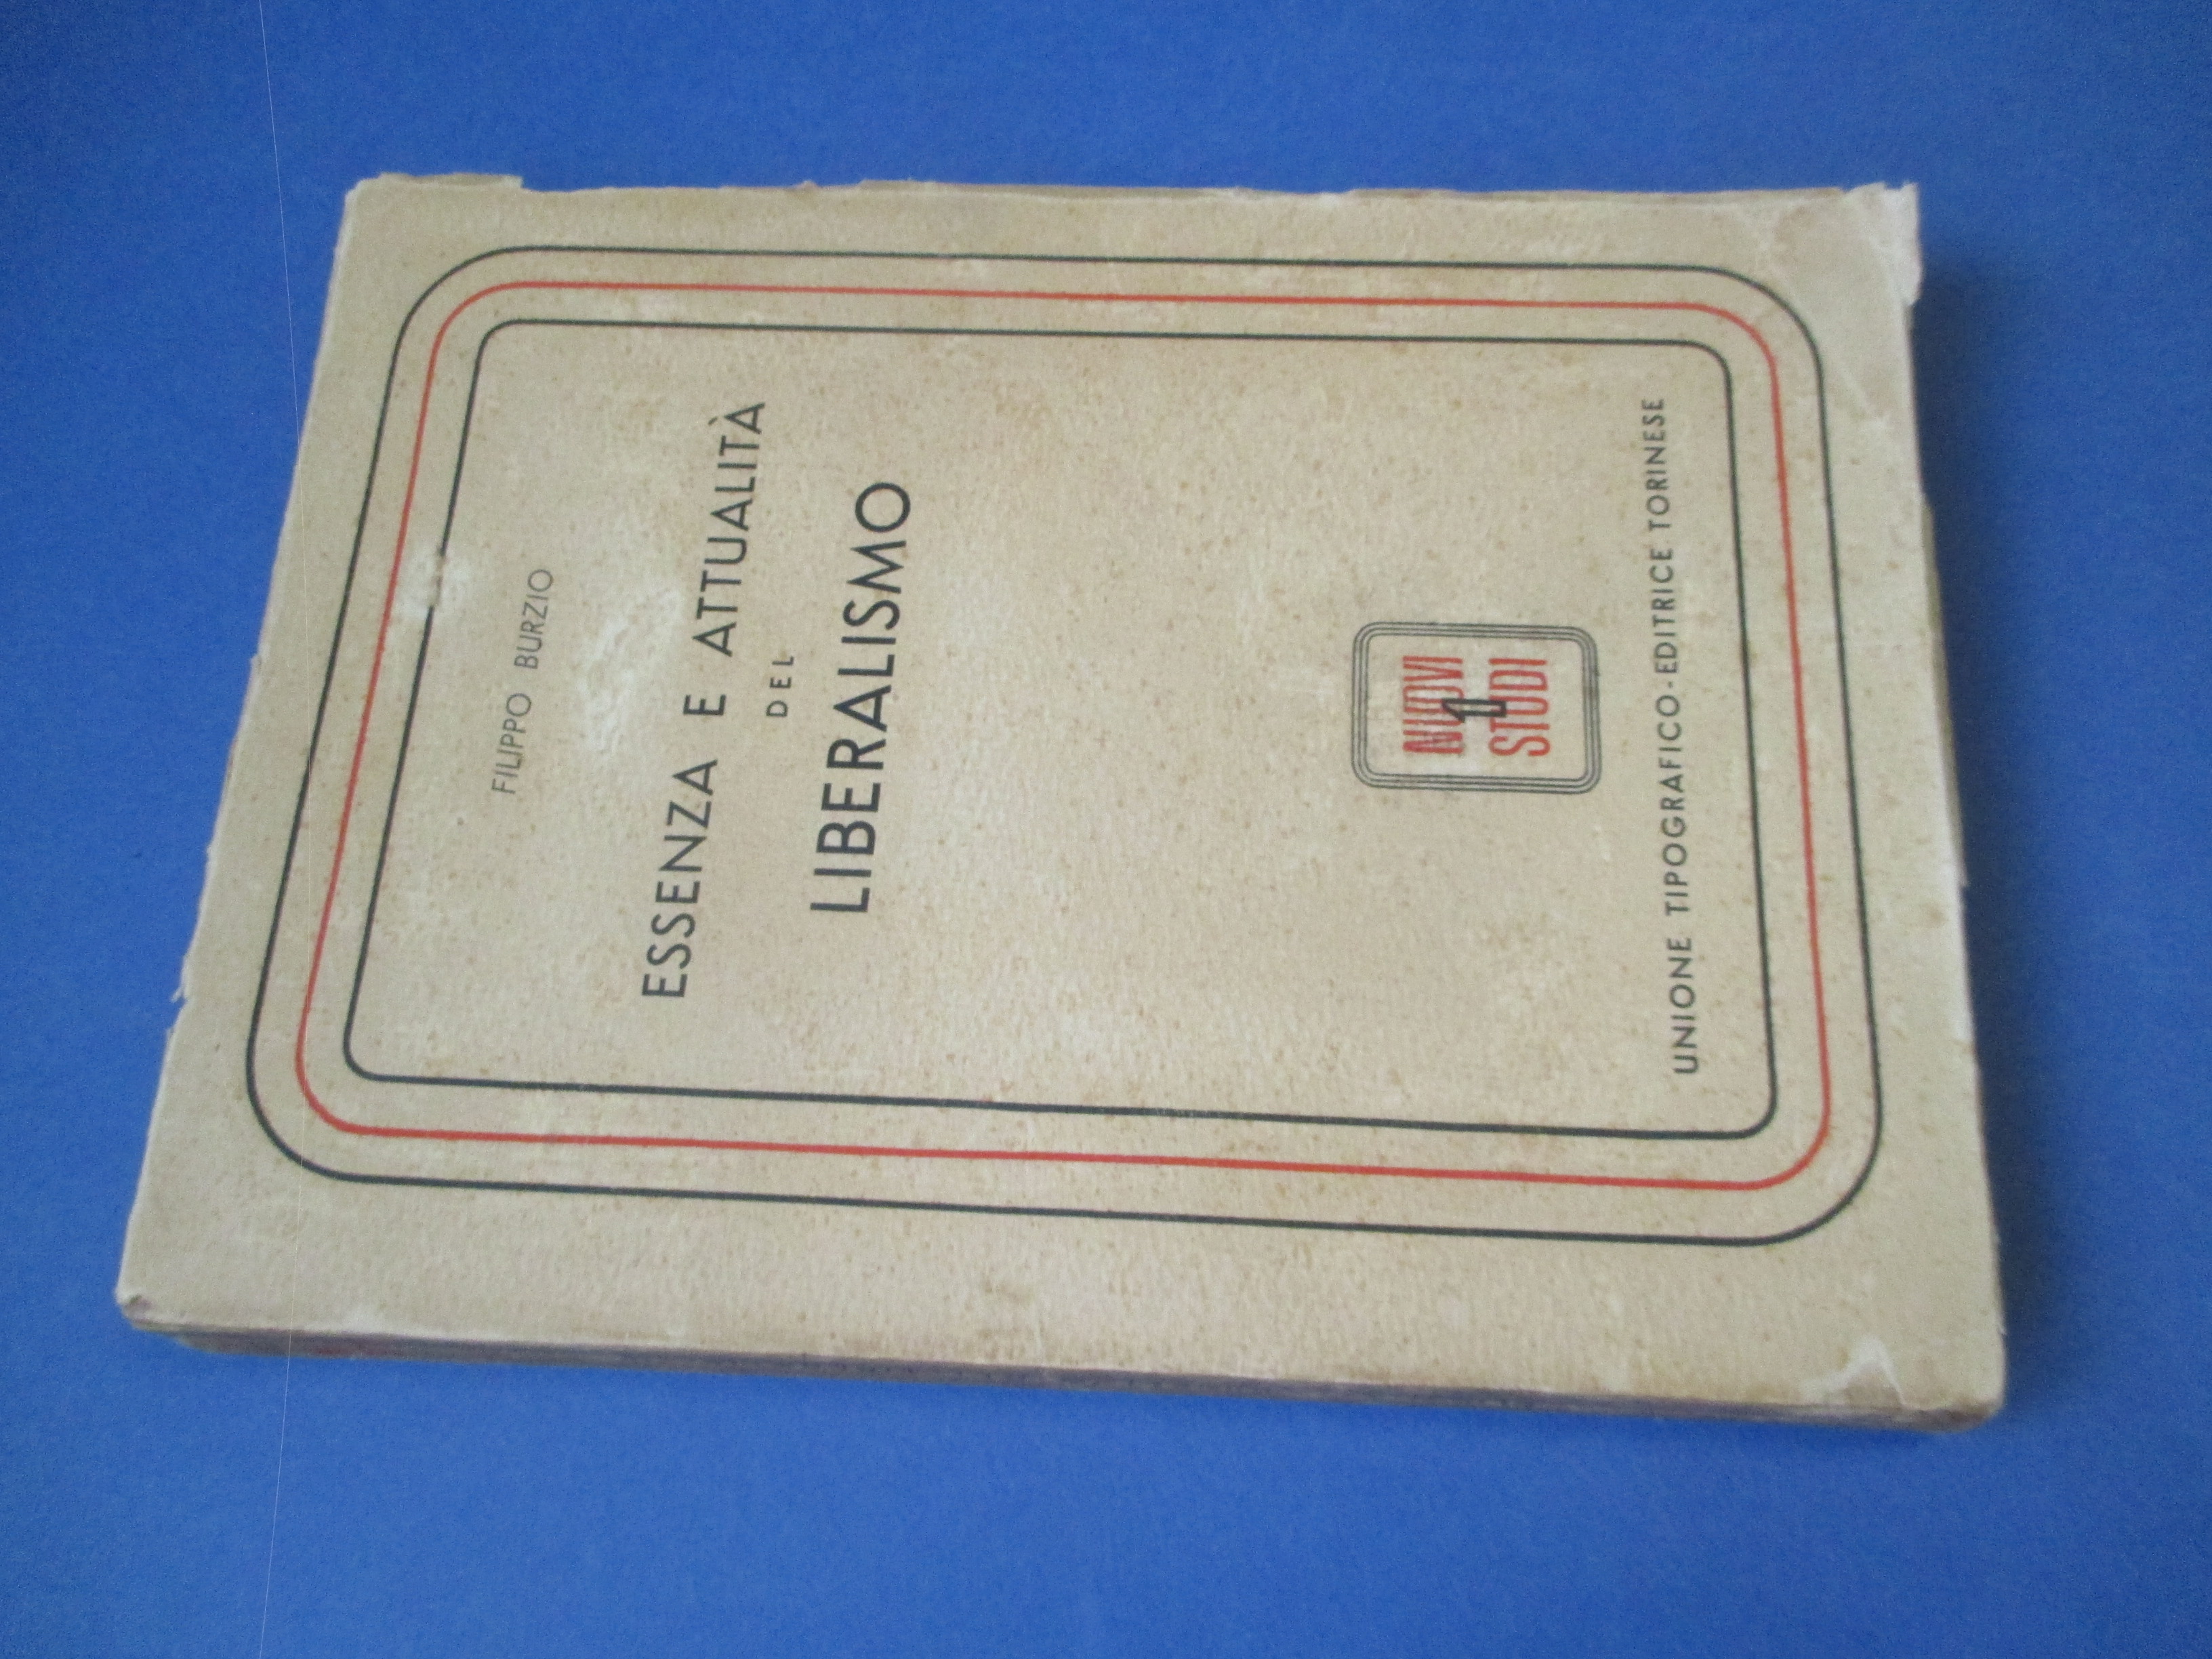 FILIPPO BURZIO
ESSENZA E ATTUALITÀ
DEL
LIBERALISMO
NUOVI
1
STUDI
UNIONE TIPOGRAFICO-EDITRICE TORINESE